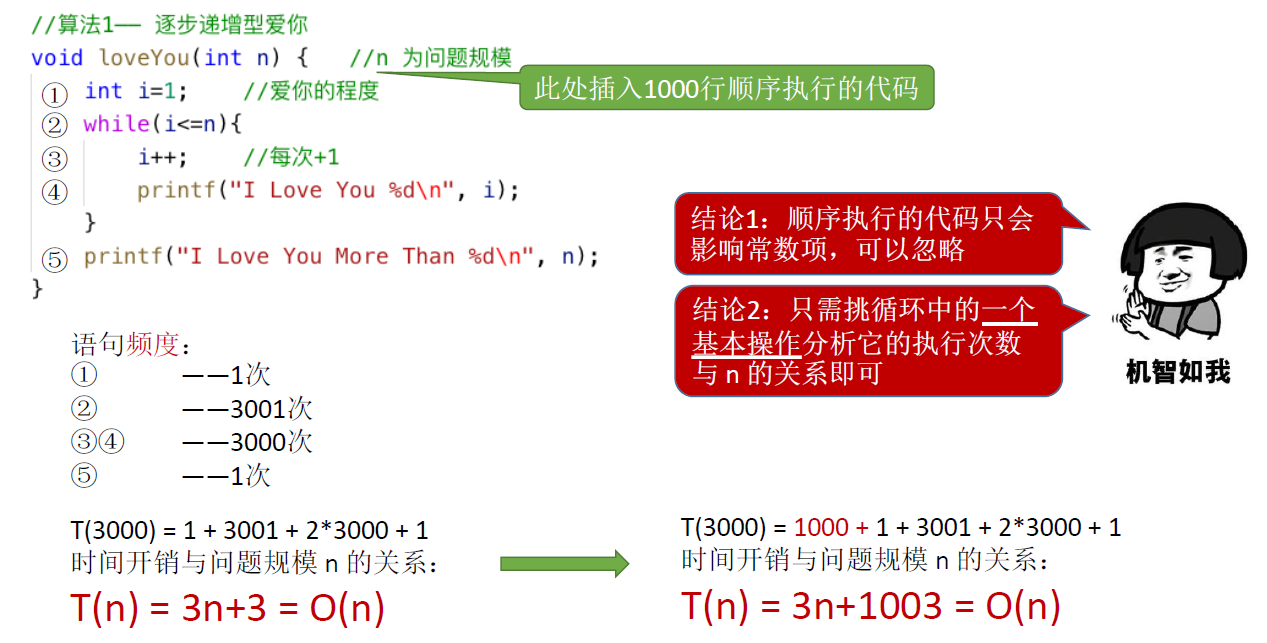 //算法1—— 逐步递增型爱你
void loveYou(int n) {   //n 为问题规模
此处插入1000行顺序执行的代码
① int i=1;    //爱你的程度
② while(i<=n){
③ i++;    //每次+1
④ printf("I Love You %d\n", i);
}
⑤ printf("I Love You More Than %d\n", n);
}
结论1：顺序执行的代码只会
影响常数项，可以忽略
结论2：只需挑循环中的一个
基本操作分析它的执行次数
与 n 的关系即可
机智如我
语句频度：
① ——1次
② ——3001次
③④ ——3000次
⑤ ——1次
T(3000) = 1 + 3001 + 2*3000 + 1
时间开销与问题规模 n 的关系：
T(n) = 3n+3 = O(n)
T(3000) = 1000 + 1 + 3001 + 2*3000 + 1
时间开销与问题规模 n 的关系：
T(n) = 3n+1003 = O(n)